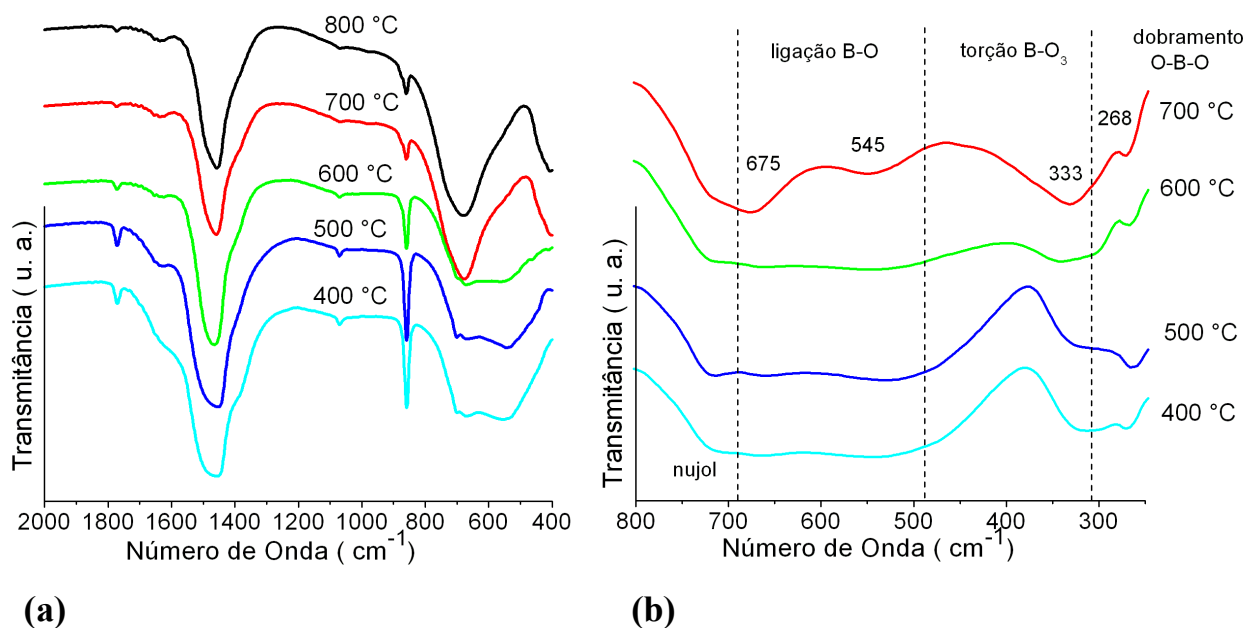 800 °C
700 °C
600 °C
500 °C
400 °C
Transmitância ( u. a.)
2000 1800 1600 1400 1200 1000 800 600 400
Número de Onda ( cm⁻¹)
(a)
ligação B-O
torção B-O₃
dobramento
O-B-O
700 °C
268
675
545
333
600 °C
500 °C
400 °C
nujol
Transmitância ( u. a.)
800 700 600 500 400 300
Número de Onda ( cm⁻¹)
(b)